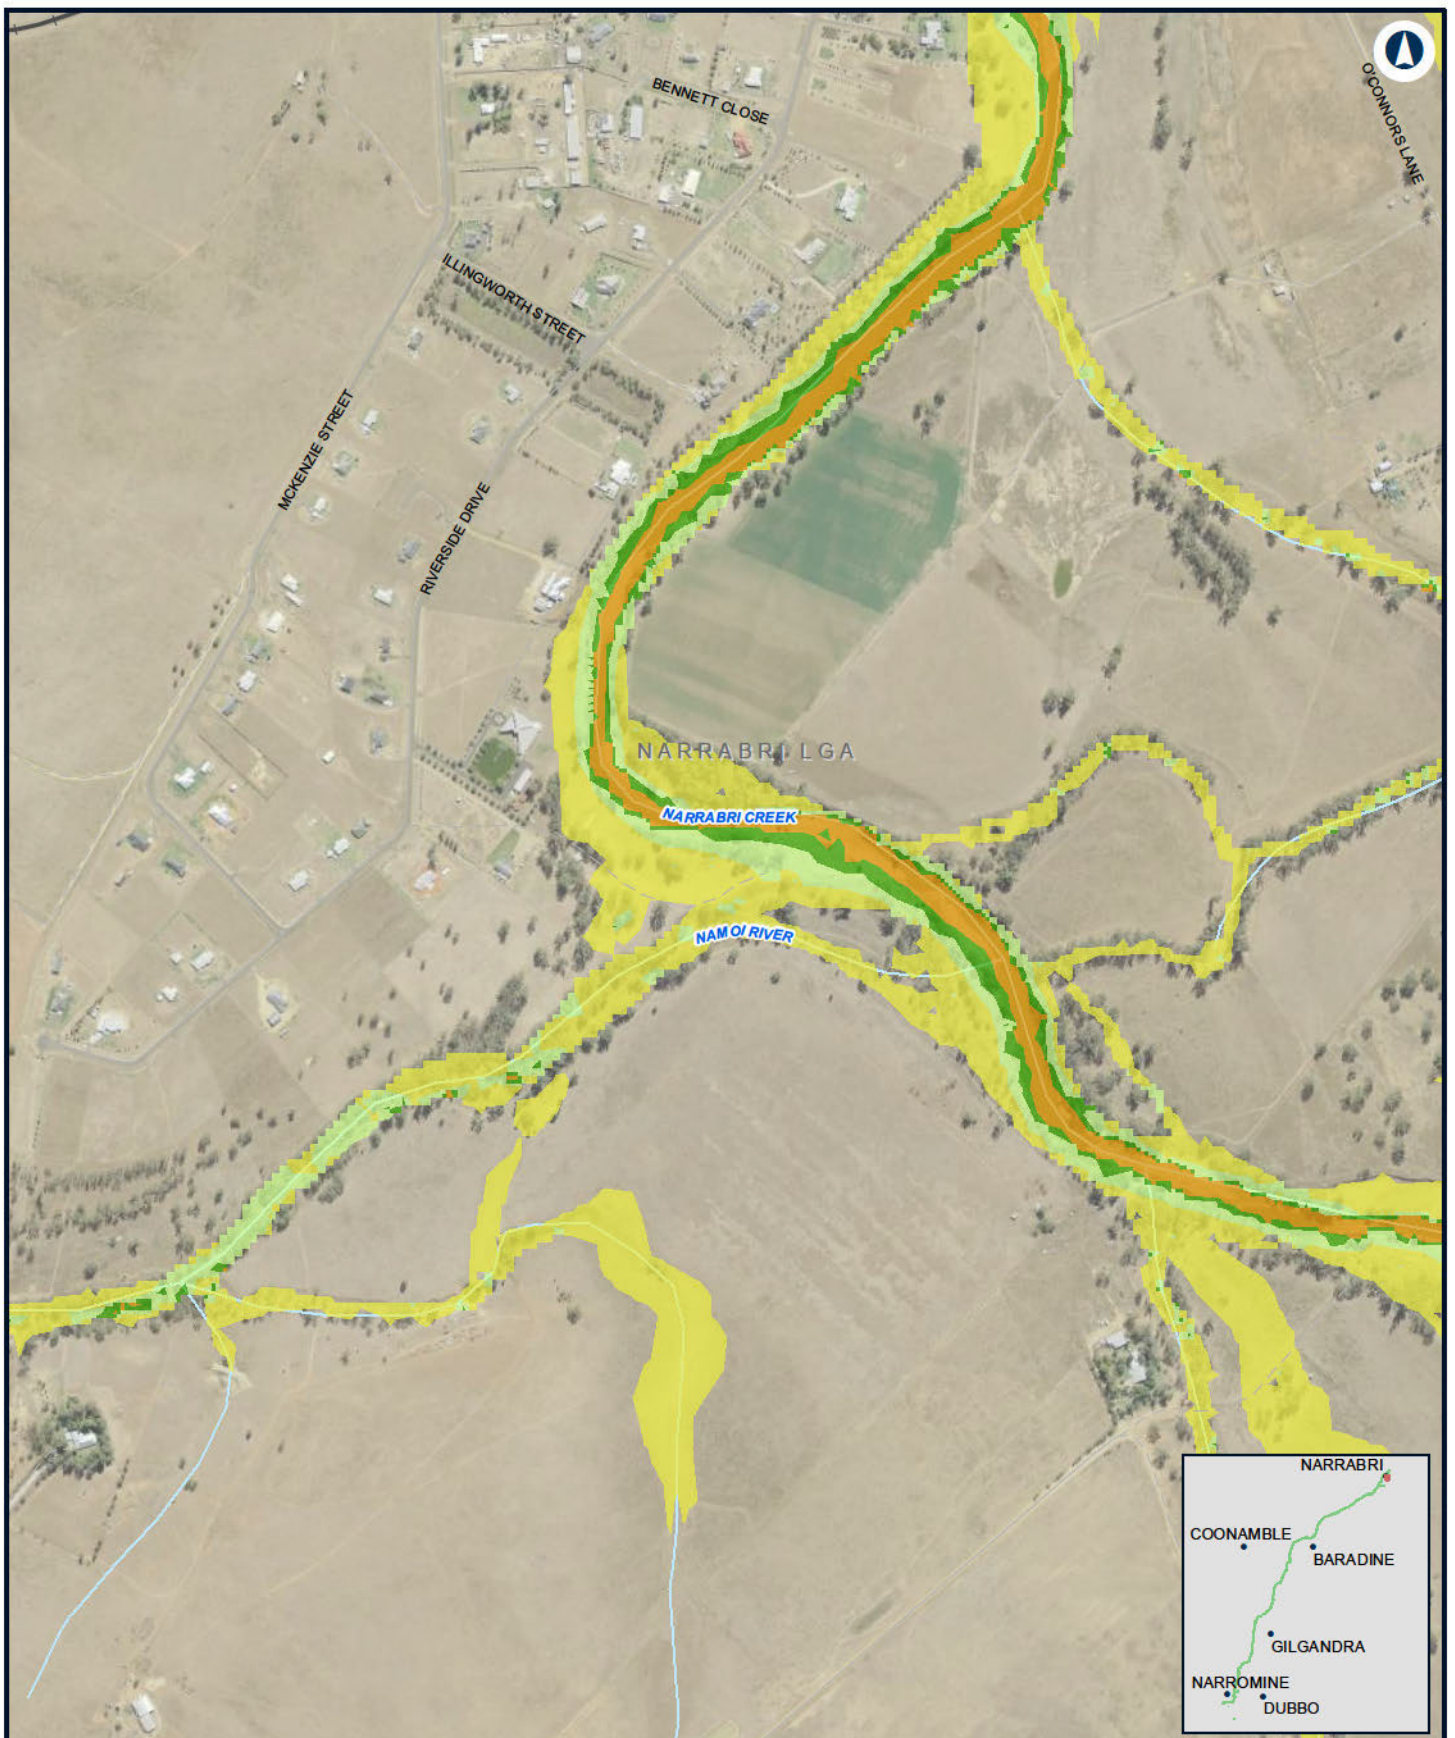 BENNETT CLOSE
O'CONNORS LANE
ILLINGWORTH STREET
MCKENZIE STREET
RIVERSIDE DRIVE
NARRABRI LGA
NARRABRI CREEK
NAMOI RIVER
NARRABRI
COONAMBLE
BARADINE
GILGANDRA
NARROMINE
DUBBO